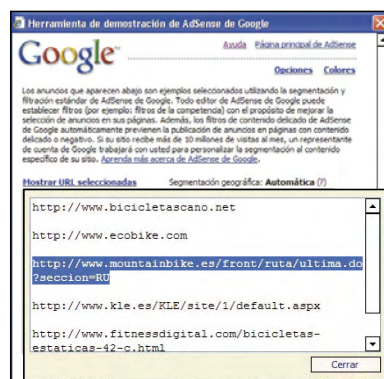 Herramienta de demostración de AdSense de Google
Google
Ayuda Página principal de AdSense
Opciones Colores
Los anuncios que aparecen abajo son ejemplos seleccionados utilizando la segmentación y
filtración estándar de AdSense de Google. Todo editor de AdSense de Google puede
establecer filtros (por ejemplo: filtros de la competencia) con el propósito de mejorar la
selección de anuncios en sus páginas. Además, los filtros de contenido delicado de AdSense
de Google automáticamente previenen la publicación de anuncios en páginas con contenido
delicado o negativo. Si su sitio recibe más de 10 millones de visitas al mes, un representante
de cuenta de Google trabajará con usted para personalizar la segmentación al contenido
específico de su sitio. Aprenda más acerca de AdSense de Google.
Mostrar URL seleccionadas Segmentación geográfica: Automática (?)
http://www.bicicletascano.net
http://www.ecobike.com
http://www.mountainbike.es/front/ruta/ultima.do
?seccion=RU
http://www.kle.es/KLE/site/1/default.aspx
http://www.fitnessdigital.com/bicicletas-
estaticas-42-c.html
Cerrar